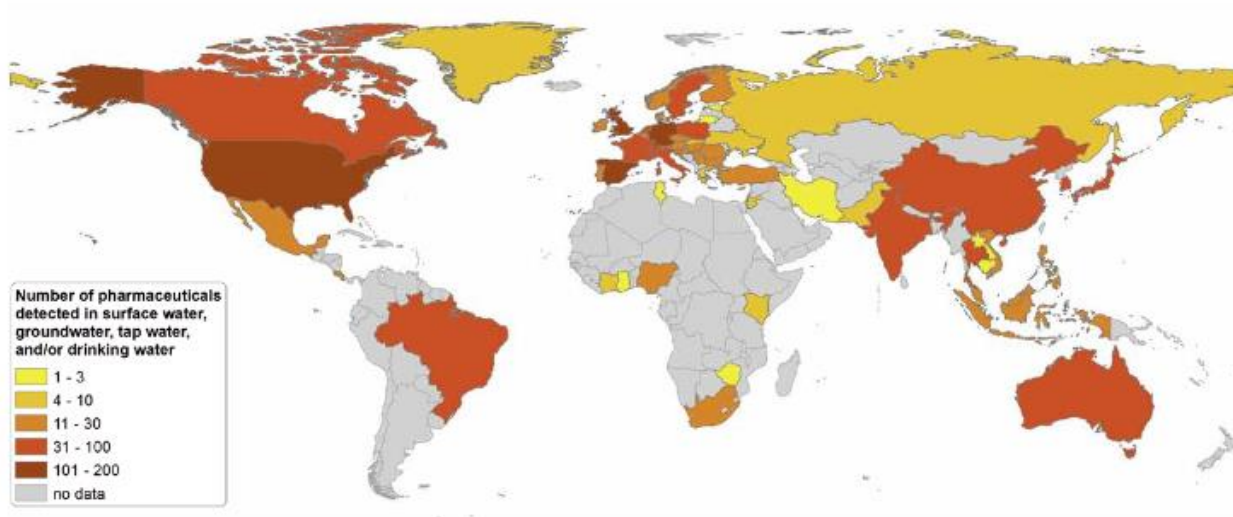 Number of pharmaceuticals
detected in surface water,
groundwater, tap water,
and/or drinking water
1 - 3
4 - 10
11 - 30
31 - 100
101 - 200
no data